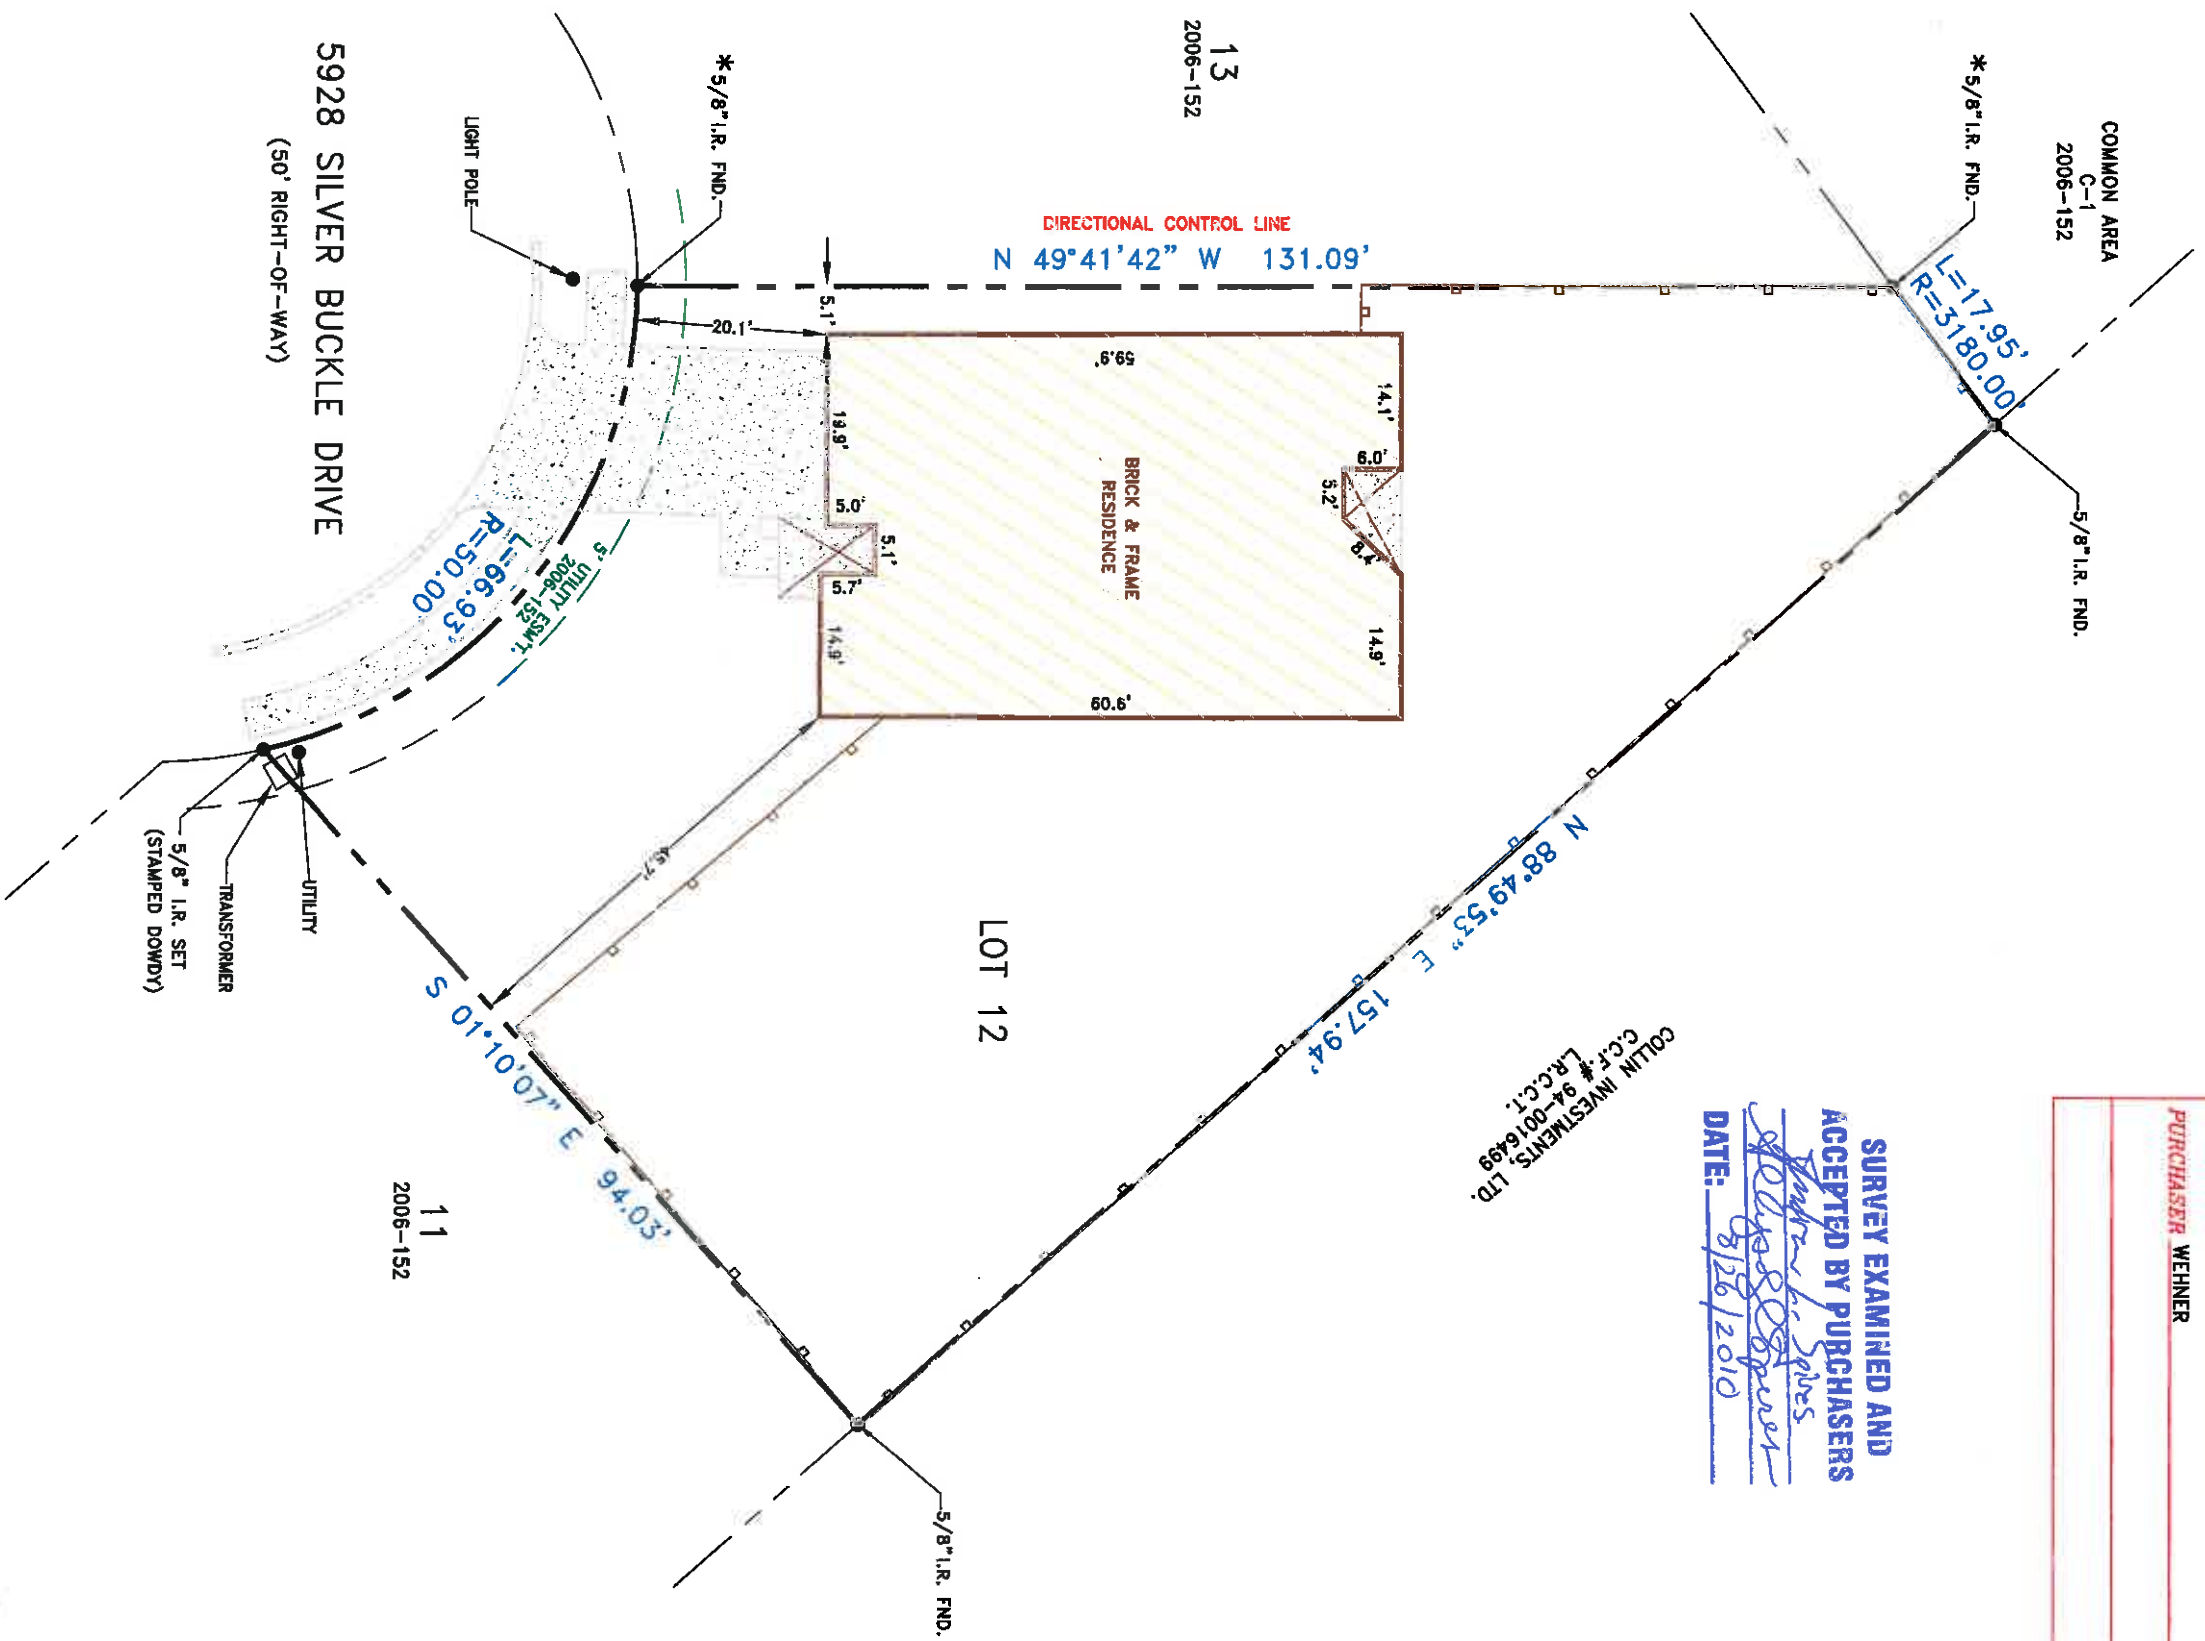 PURCHASER WEHNER
SURVEY EXAMINED AND
ACCEPTED BY PURCHASERS
DATE: 8/26/2010
COMMON AREA
C-1
2006-152
*5/8" I.R. FND.
L=17.95'
R=3180.00'
5/8" I.R. FND.
13
2006-152
DIRECTIONAL CONTROL LINE
N 49°41'42" W 131.09'
N 88°49'53" E 157.94'
COLLIN INVESTMENTS, LTD.
C.C.F.# 94-0016499
L.R.C.C.T.
14.1'
6.0'
5.2'
8.4'
14.9'
59.9'
BRICK & FRAME
RESIDENCE
60.6'
5.1'
20.1'
19.9'
5.0'
5.1'
5.7'
14.9'
LOT 12
45.7'
*5/8" I.R. FND.
LIGHT POLE
5' UTILITY ESM'T.
2006-152
L=66.93'
R=50.00'
5928 SILVER BUCKLE DRIVE
(50' RIGHT-OF-WAY)
UTILITY
TRANSFORMER
5/8" I.R. SET
(STAMPED DOWDY)
S 01°10'07" E 94.03'
11
2006-152
5/8" I.R. FND.